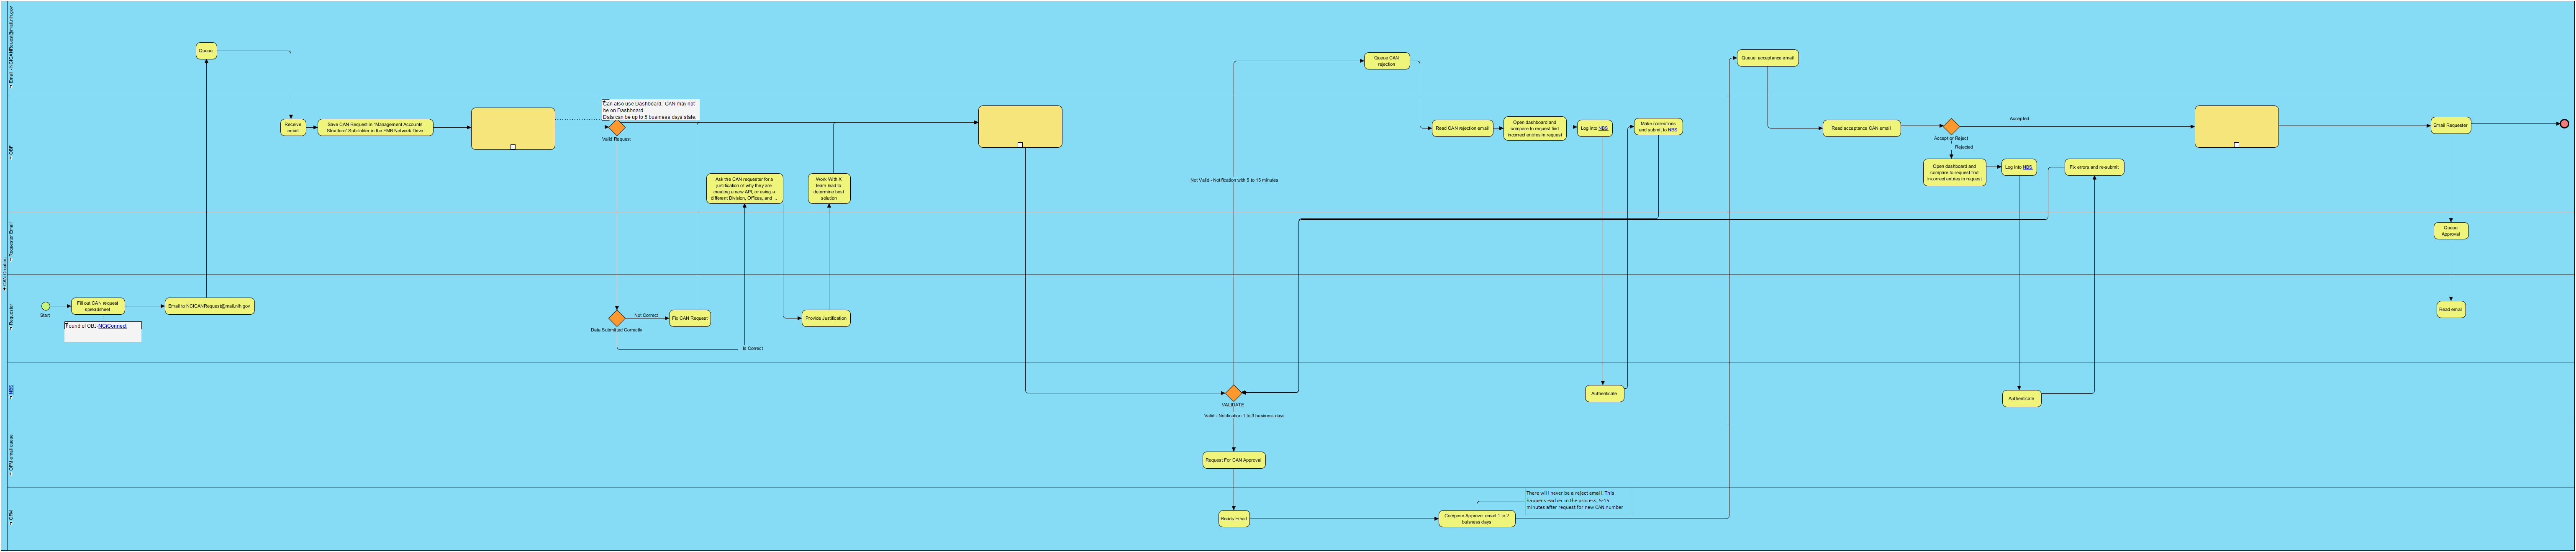 CAN Creation
Email - NCICANRequest@mail.nih.gov
Queue
Queue CAN
rejection
Queue acceptance email
OBF
Receive
email
Save CAN Request in "Management Accounts
Structure" Sub-folder in the FMB Network Drive
Can also use Dashboard. CAN may not
be on Dashboard.
Data can be up to 5 business days stale.
Valid Request
Ask the CAN requester for a
justification of why they are
creating a new API, or using a
different Division, Offices, and ...
Work With X
team lead to
determine best
solution
Not Valid - Notification with 5 to 15 minutes
Read CAN rejection email
Open dashboard and
compare to request find
incorrect entries in request
Log into NBS
Make corrections
and submit to NBS
Read acceptance CAN email
Accept or Reject
Accepted
Rejected
Open dashboard and
compare to request find
incorrect entries in request
Log into NBS
Fix errors and re-submit
Email Requester
Requester Email
Queue
Approval
Requester
Start
Fill out CAN request
spreadsheet
Found of OBJ-NCIConnect
Email to NCICANRequest@mail.nih.gov
Data Submitted Correctly
Not Correct
Fix CAN Request
Is Correct
Provide Justification
Read email
NBS
VALIDATE
Valid - Notification 1 to 3 business days
Authenticate
Authenticate
OFM email queue
Request For CAN Approval
OFM
Reads Email
Compose Approve email 1 to 2
buisness days
There will never be a reject email. This
happens earlier in the process, 5-15
minutes after request for new CAN number